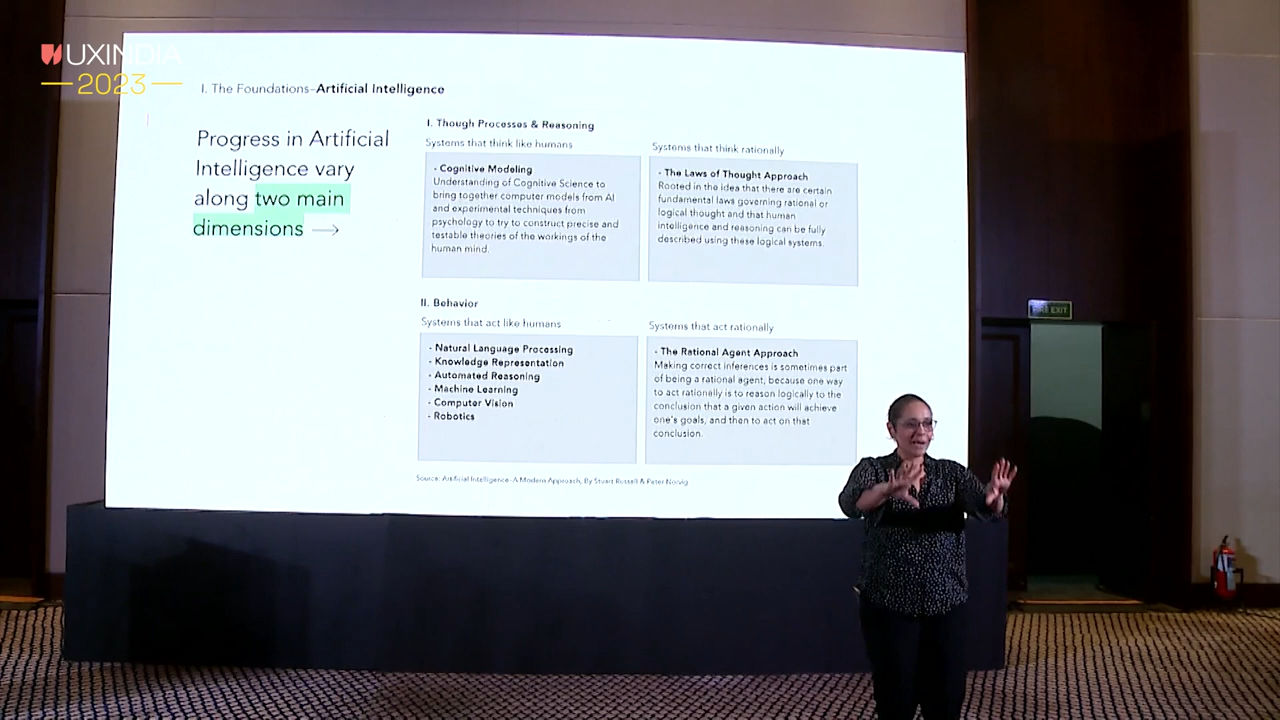 UXINDIA
2023
I. The Foundations–Artificial Intelligence
Progress in Artificial
Intelligence vary
along two main
dimensions →
I. Though Processes & Reasoning
Systems that think like humans
- Cognitive Modeling
Understanding of Cognitive Science to
bring together computer models from AI
and experimental techniques from
psychology to try to construct precise and
testable theories of the workings of the
human mind.
Systems that think rationally
- The Laws of Thought Approach
Rooted in the idea that there are certain
fundamental laws governing rational or
logical thought and that human
intelligence and reasoning can be fully
described using these logical systems.
II. Behavior
Systems that act like humans
- Natural Language Processing
- Knowledge Representation
- Automated Reasoning
- Machine Learning
- Computer Vision
- Robotics
Systems that act rationally
- The Rational Agent Approach
Making correct inferences is sometimes part
of being a rational agent, because one way
to act rationally is to reason logically to the
conclusion that a given action will achieve
one's goals, and then to act on that
conclusion.
Source: Artificial Intelligence–A Modern Approach, By Stuart Russell & Peter Norvig
FIRE EXIT